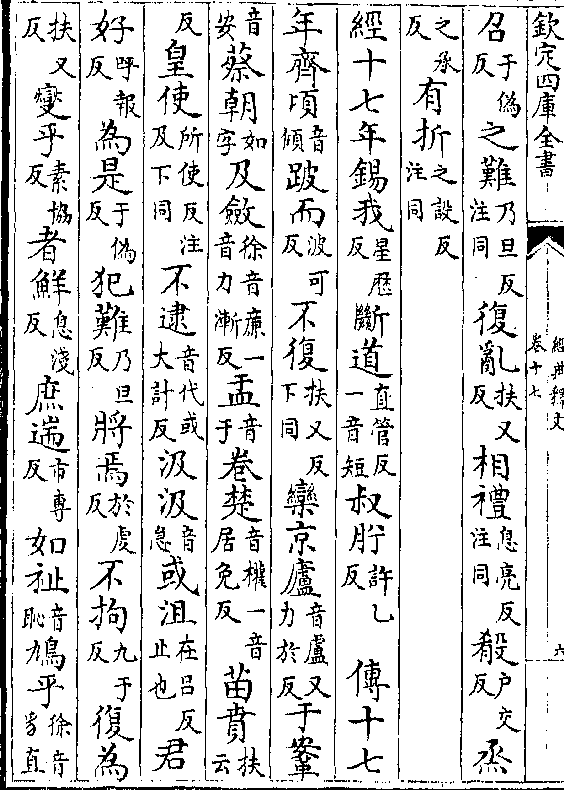 欽定四庫全書
經典釋文
卷十七
六
召于偽反之難乃旦反注同復亂扶又反相禮息亮反注同殽户交反烝
之承反有折之設反注同
經十七年錫我星歷反斷道直管反一音短叔肸許乙反傳十七
年齊頃音傾跛而波可反不復扶又反下同欒京廬音盧又力於反于鞌
音安蔡朝如字及斂徐音廉一音力漸反盂音于卷楚音權一音居免反苗賁扶云
反皇使所使反注及下同不逮音代或大計反汲汲音急或沮在呂反止也君
好呼報反為是于偽反犯難乃旦反將焉於虔反不拘九于反復為
扶又反燮乎素協反者鮮息淺反庶遄市專反如祉音恥鳩乎徐音豸直